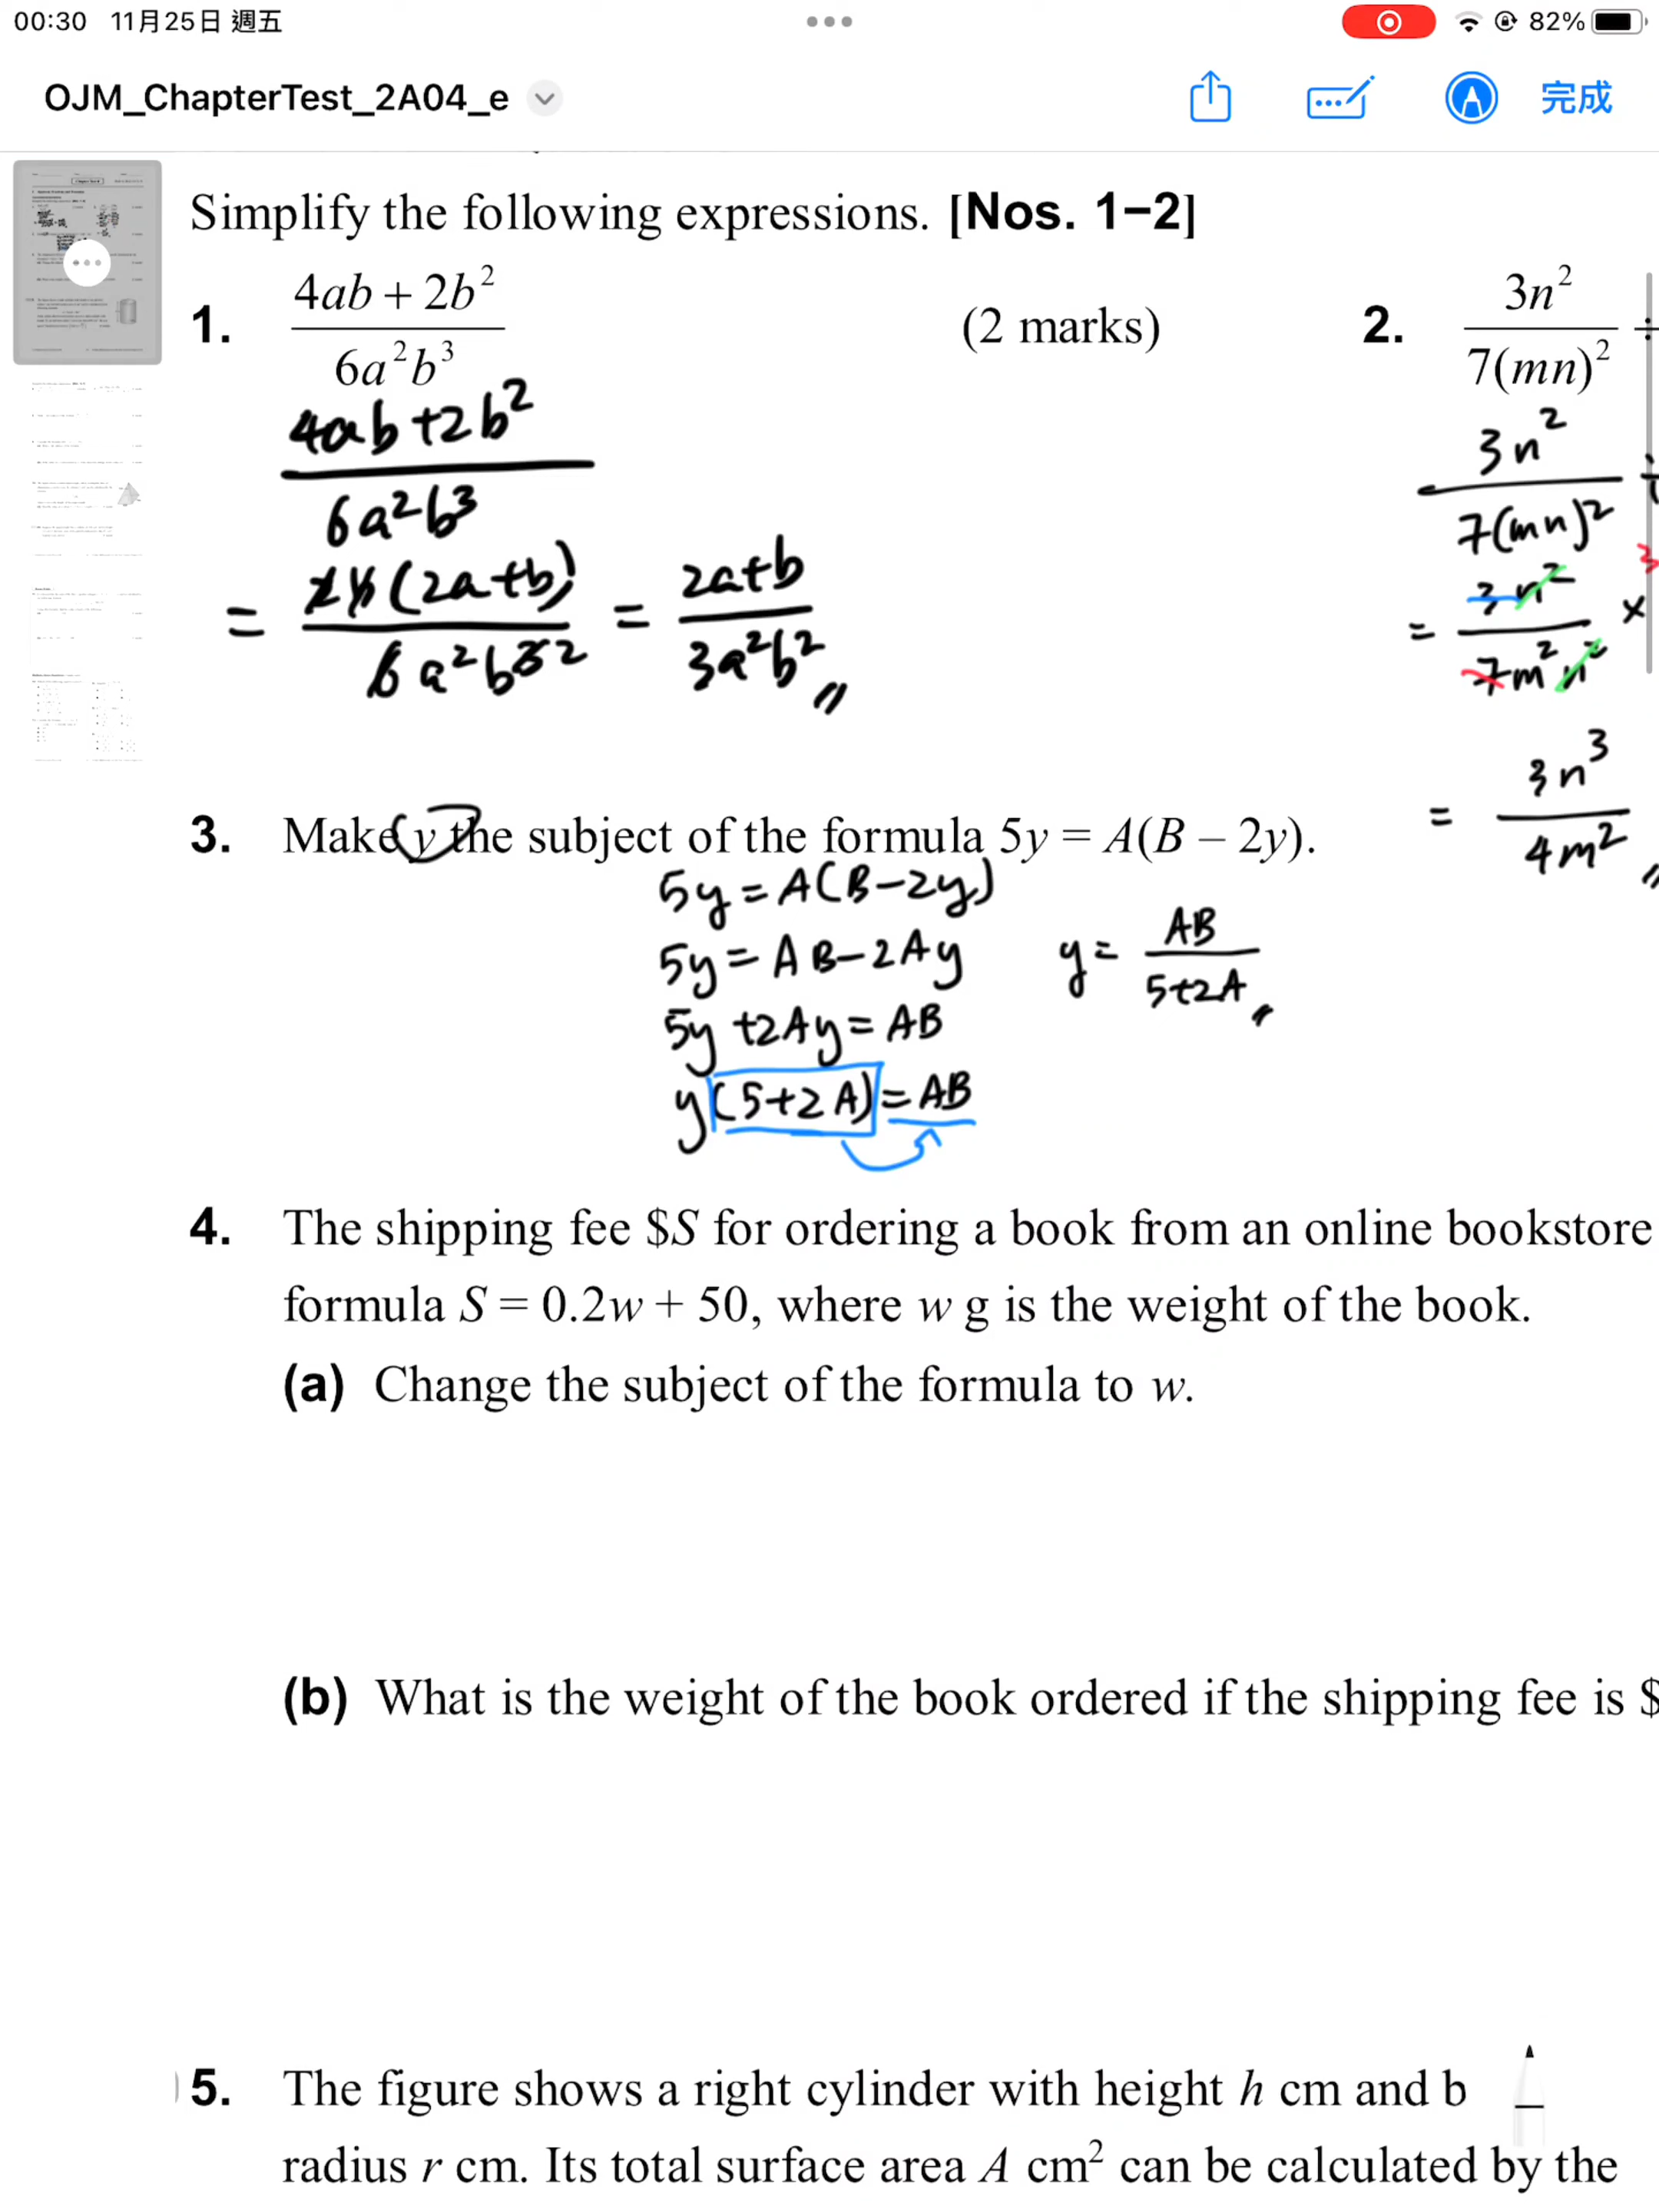 00:30 11月25日 週五
82%
OJM_ChapterTest_2A04_e
完成
Simplify the following expressions. [Nos. 1–2]
1. (4ab + 2b²)/(6a²b³) (2 marks)
(4ab+2b²)/(6a²b³)
= (2b(2a+b))/(6a²b³ ²) = (2a+b)/(3a²b²)
2. (3n²)/(7(mn)²) ÷
(3n²)/(7(mn)²) ÷
= (3n²)/(7m²n²) ×
3
= (3n³)/(4m²)
3. Make y the subject of the formula 5y = A(B – 2y).
5y = A(B-2y)
5y = AB-2Ay
5y +2Ay = AB
y(5+2A) = AB
y = AB/(5+2A)
4. The shipping fee $S for ordering a book from an online bookstore
formula S = 0.2w + 50, where w g is the weight of the book.
(a) Change the subject of the formula to w.
(b) What is the weight of the book ordered if the shipping fee is $
5. The figure shows a right cylinder with height h cm and b
radius r cm. Its total surface area A cm² can be calculated by the